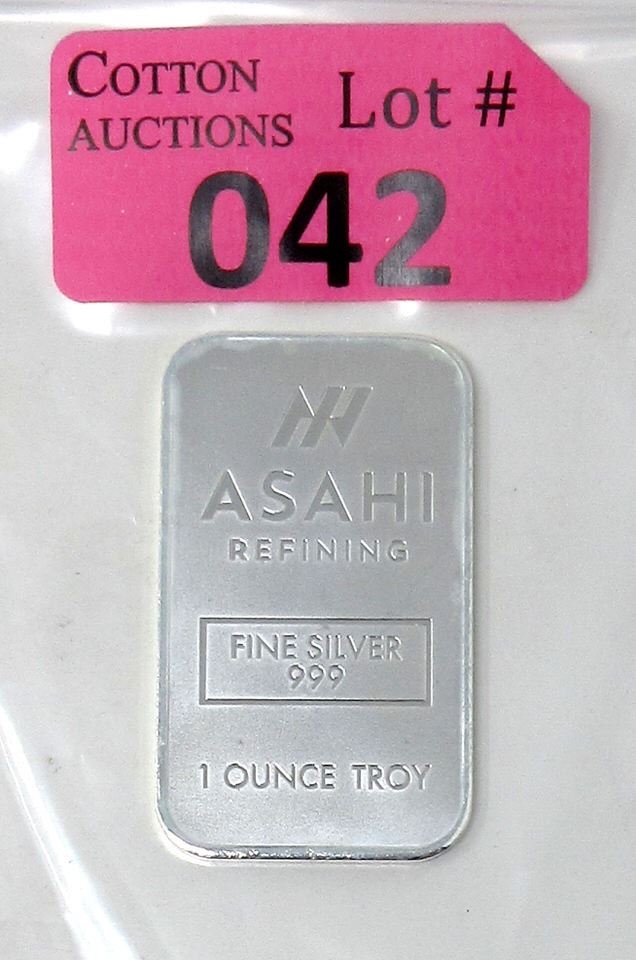 COTTON
AUCTIONS
Lot #
042
ASAHI
REFINING
FINE SILVER
999
1 OUNCE TROY